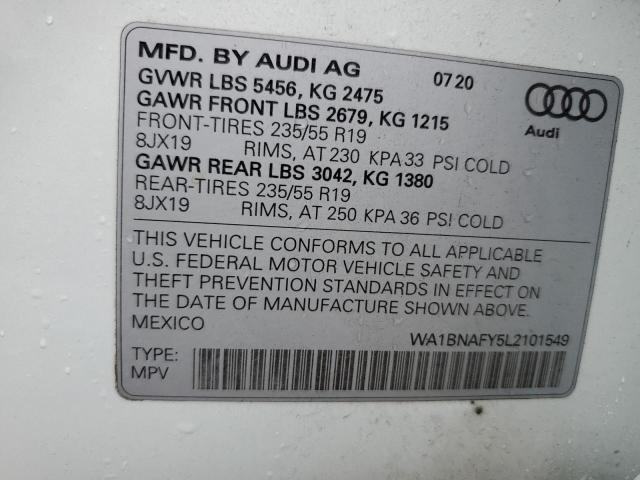 MFD. BY AUDI AG 07 20
GVWR LBS 5456, KG 2475
GAWR FRONT LBS 2679, KG 1215
FRONT-TIRES 235/55 R19
8JX19 RIMS, AT 230 KPA 33 PSI COLD
GAWR REAR LBS 3042, KG 1380
REAR-TIRES 235/55 R19
8JX19 RIMS, AT 250 KPA 36 PSI COLD
Audi
THIS VEHICLE CONFORMS TO ALL APPLICABLE
U.S. FEDERAL MOTOR VEHICLE SAFETY AND
THEFT PREVENTION STANDARDS IN EFFECT ON
THE DATE OF MANUFACTURE SHOWN ABOVE.
MEXICO WA1BNAFY5L2101549
TYPE:
MPV